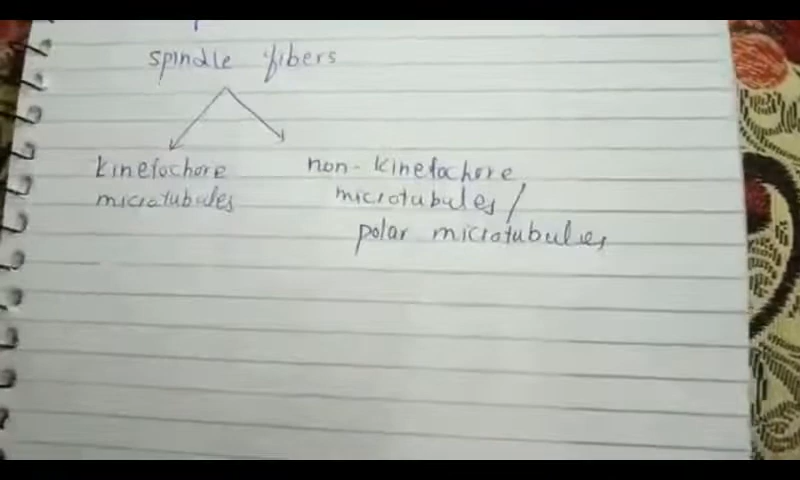 spindle fibers
kinetochore
microtubules
non-kinetochore
microtubules/
polar microtubules